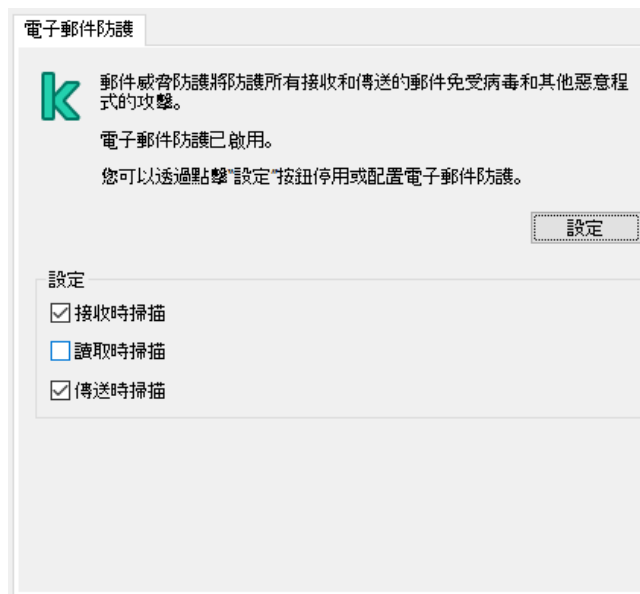 電子郵件防護
郵件威脅防護將防護所有接收和傳送的郵件免受病毒和其他惡意程
式的攻擊。
電子郵件防護已啟用。
您可以透過點擊"設定"按鈕停用或配置電子郵件防護。
設定
設定
接收時掃描
讀取時掃描
傳送時掃描